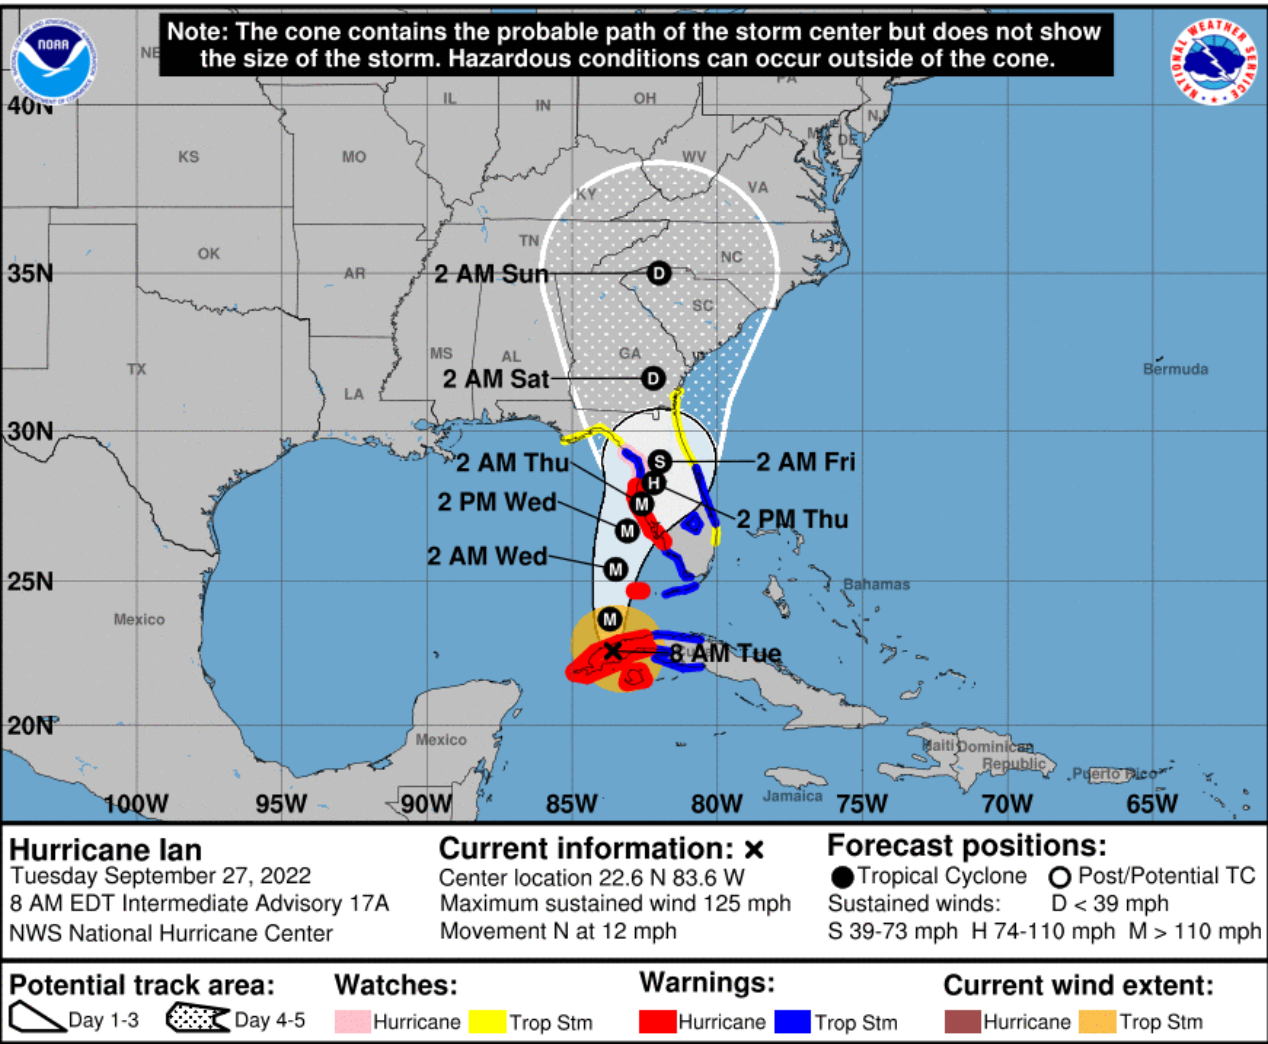 Note: The cone contains the probable path of the storm center but does not show
the size of the storm. Hazardous conditions can occur outside of the cone.
NOAA
NATIONAL WEATHER SERVICE
NE
PA
40N
IL
IN
OH
NJ
DE
KS
MO
WV
KY
VA
OK
TN
NC
35N
AR
2 AM Sun
D
SC
MS
AL
GA
TX
Bermuda
LA
2 AM Sat
D
30N
2 AM Thu
S
2 AM Fri
H
2 PM Wed
M
2 PM Thu
M
2 AM Wed
M
25N
Bahamas
Mexico
M
8 AM Tue
20N
Mexico
Haiti
Dominican
Republic
Puerto Rico
Jamaica
100W 95W 90W 85W 80W 75W 70W 65W
Hurricane Ian
Tuesday September 27, 2022
8 AM EDT Intermediate Advisory 17A
NWS National Hurricane Center
Current information: x
Center location 22.6 N 83.6 W
Maximum sustained wind 125 mph
Movement N at 12 mph
Forecast positions:
Tropical Cyclone Post/Potential TC
Sustained winds: D < 39 mph
S 39-73 mph H 74-110 mph M > 110 mph
Potential track area:
Day 1-3 Day 4-5
Watches:
Hurricane Trop Stm
Warnings:
Hurricane Trop Stm
Current wind extent:
Hurricane Trop Stm